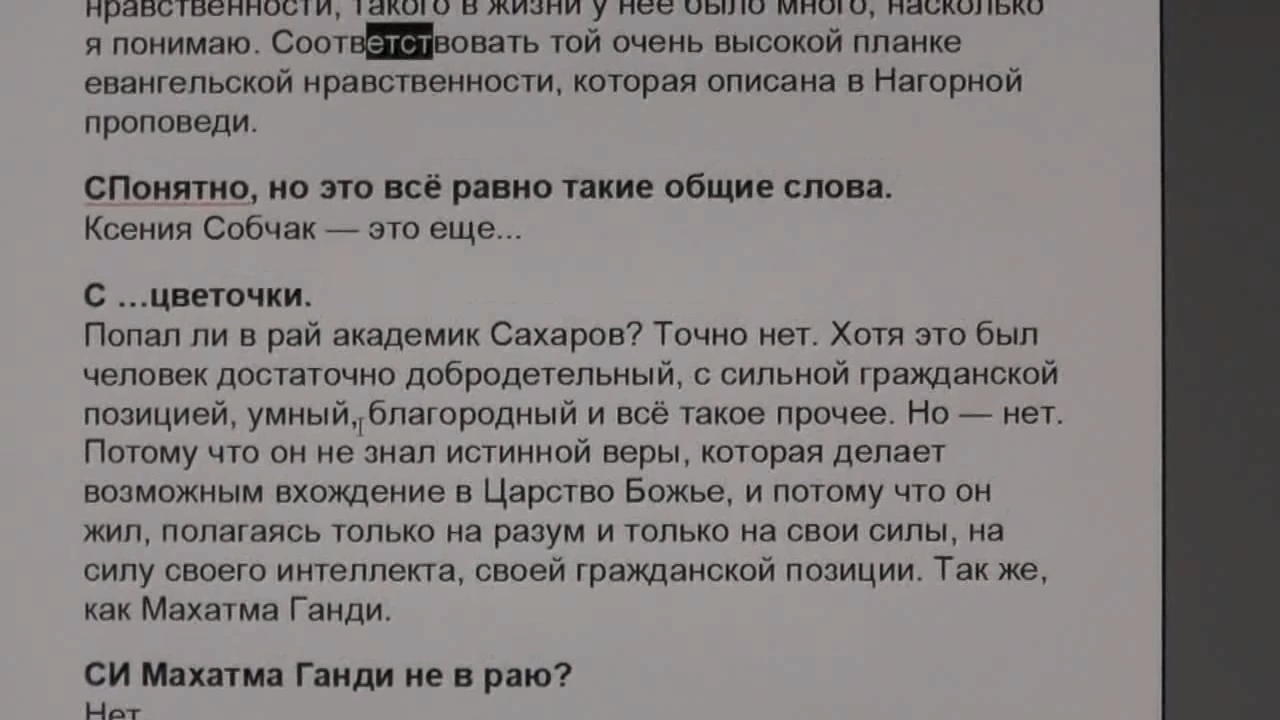 нравственности, такого в жизни у нее было много, насколько
я понимаю. Соответствовать той очень высокой планке
евангельской нравственности, которая описана в Нагорной
проповеди.
СПонятно, но это всё равно такие общие слова.
Ксения Собчак — это еще...
С …цветочки.
Попал ли в рай академик Сахаров? Точно нет. Хотя это был
человек достаточно добродетельный, с сильной гражданской
позицией, умный, благородный и всё такое прочее. Но — нет.
Потому что он не знал истинной веры, которая делает
возможным вхождение в Царство Божье, и потому что он
жил, полагаясь только на разум и только на свои силы, на
силу своего интеллекта, своей гражданской позиции. Так же,
как Махатма Ганди.
СИ Махатма Ганди не в раю?
Нет